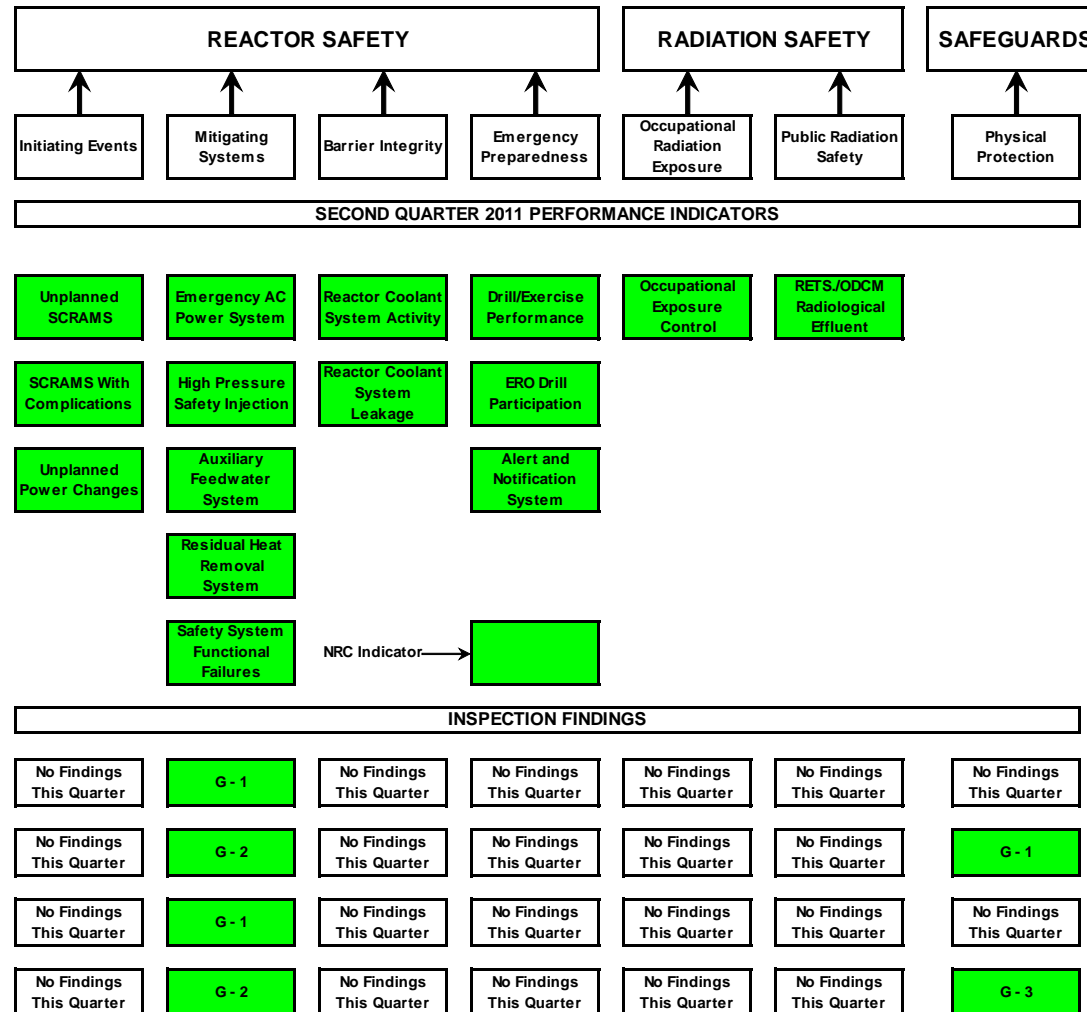 REACTOR SAFETY
RADIATION SAFETY
SAFEGUARDS
Initiating Events
Mitigating
Systems
Barrier Integrity
Emergency
Preparedness
Occupational
Radiation
Exposure
Public Radiation
Safety
Physical
Protection
SECOND QUARTER 2011 PERFORMANCE INDICATORS
Unplanned
SCRAMS
Emergency AC
Power System
Reactor Coolant
System Activity
Drill/Exercise
Performance
Occupational
Exposure
Control
RETS./ODCM
Radiological
Effluent
SCRAMS With
Complications
High Pressure
Safety Injection
Reactor Coolant
System
Leakage
ERO Drill
Participation
Unplanned
Power Changes
Auxiliary
Feedwater
System
Alert and
Notification
System
Residual Heat
Removal
System
Safety System
Functional
Failures
NRC Indicator
INSPECTION FINDINGS
No Findings
This Quarter
G - 1
No Findings
This Quarter
No Findings
This Quarter
No Findings
This Quarter
No Findings
This Quarter
No Findings
This Quarter
No Findings
This Quarter
G - 2
No Findings
This Quarter
No Findings
This Quarter
No Findings
This Quarter
No Findings
This Quarter
G - 1
No Findings
This Quarter
G - 1
No Findings
This Quarter
No Findings
This Quarter
No Findings
This Quarter
No Findings
This Quarter
No Findings
This Quarter
No Findings
This Quarter
G - 2
No Findings
This Quarter
No Findings
This Quarter
No Findings
This Quarter
No Findings
This Quarter
G - 3